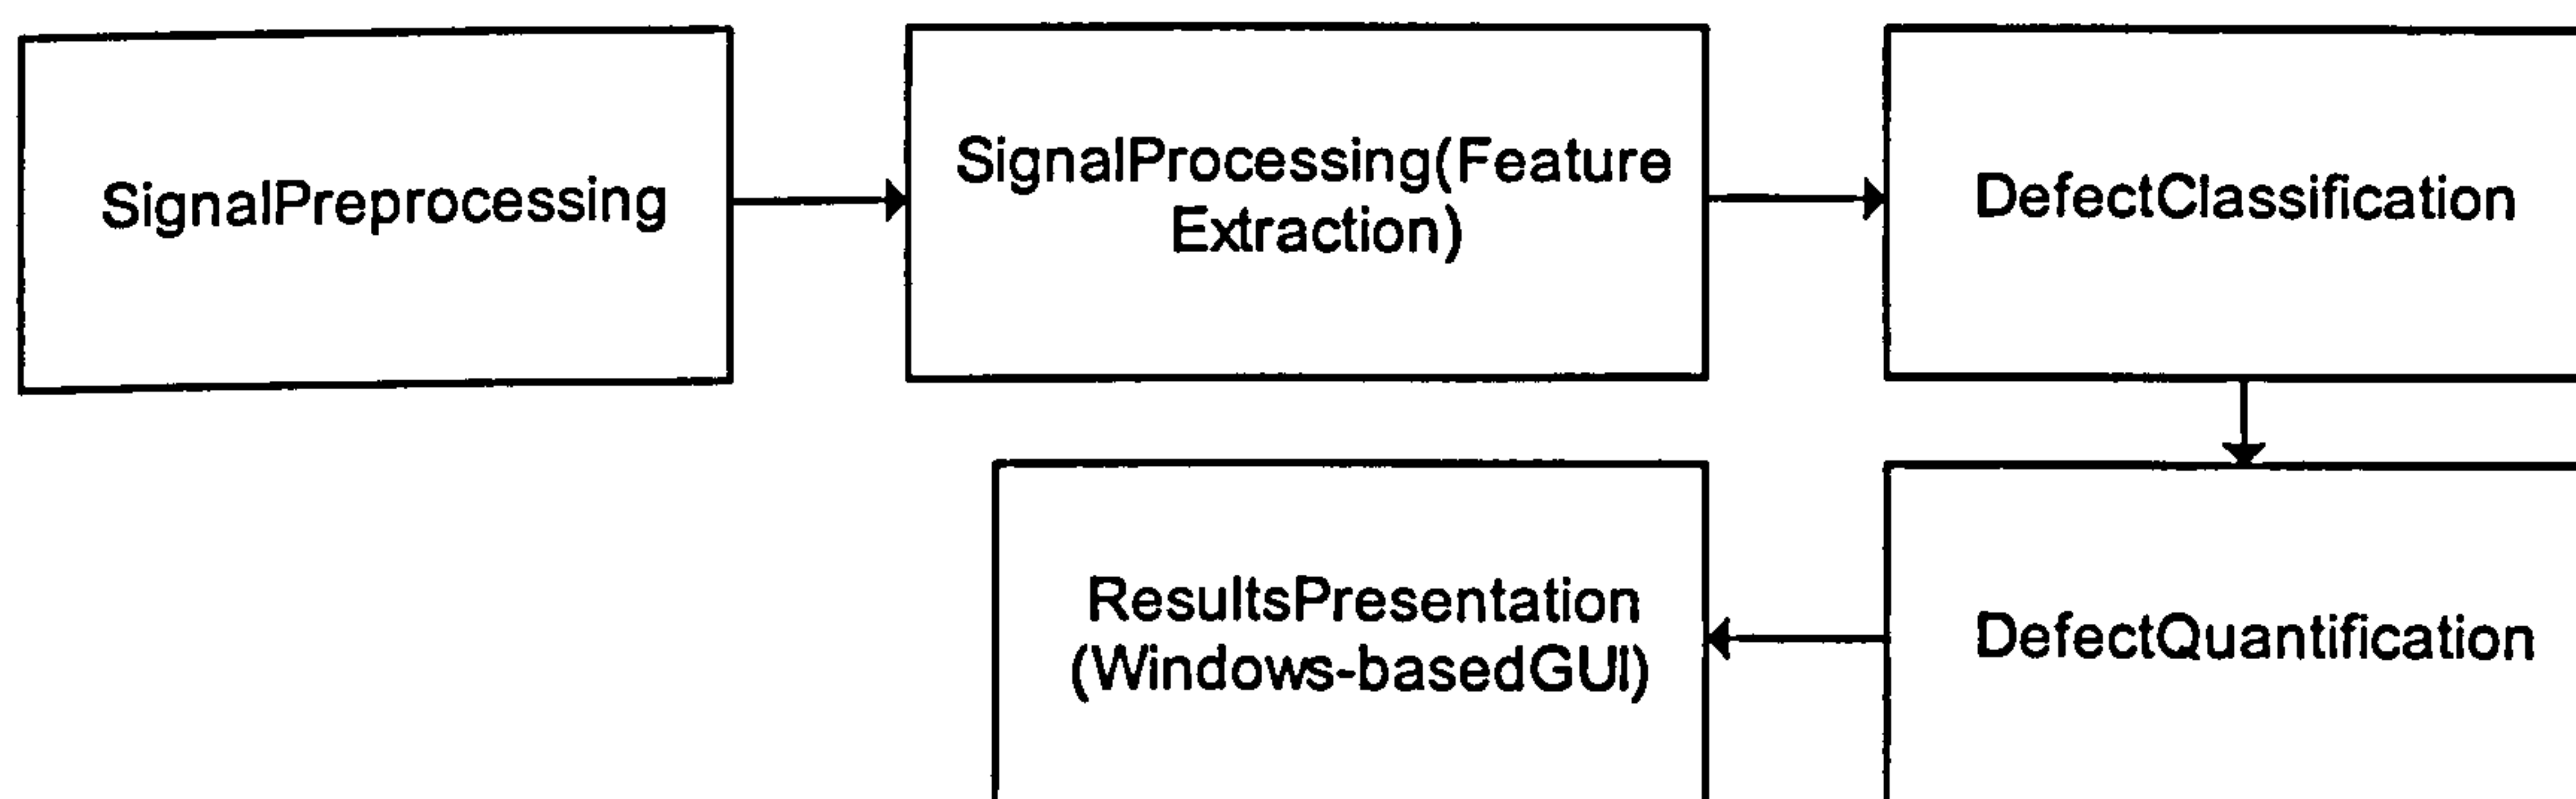 SignalPreprocessing
SignalProcessing(Feature
Extraction)
DefectClassification
DefectQuantification
ResultsPresentation
(Windows-basedGUI)